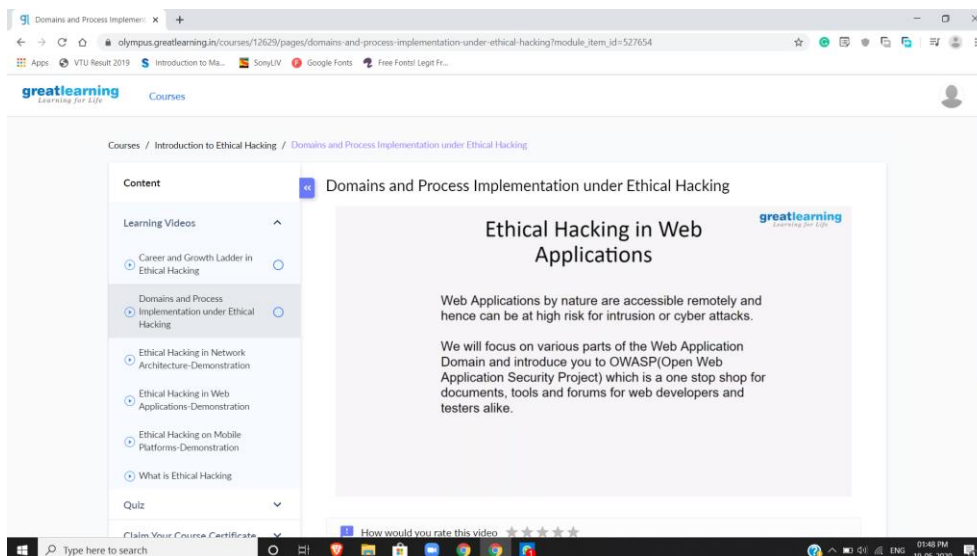 Domains and Process Implemen
olympus.greatlearning.in/courses/12629/pages/domains-and-process-implementation-under-ethical-hacking?module_item_id=527654
Apps VTU Result 2019 Introduction to Ma... SonyLIV Google Fonts Free Fonts! Legit Fr...
greatlearning
Learning for Life
Courses
Courses / Introduction to Ethical Hacking / Domains and Process Implementation under Ethical Hacking
Content
Learning Videos
Career and Growth Ladder in
Ethical Hacking
Domains and Process
Implementation under Ethical
Hacking
Ethical Hacking in Network
Architecture-Demonstration
Ethical Hacking in Web
Applications-Demonstration
Ethical Hacking on Mobile
Platforms-Demonstration
What is Ethical Hacking
Quiz
Claim Your Course Certificate
Domains and Process Implementation under Ethical Hacking
greatlearning
Learning for Life
Ethical Hacking in Web
Applications
Web Applications by nature are accessible remotely and
hence can be at high risk for intrusion or cyber attacks.
We will focus on various parts of the Web Application
Domain and introduce you to OWASP(Open Web
Application Security Project) which is a one stop shop for
documents, tools and forums for web developers and
testers alike.
How would you rate this video
Type here to search
ENG
01:48 PM
10-05-2020